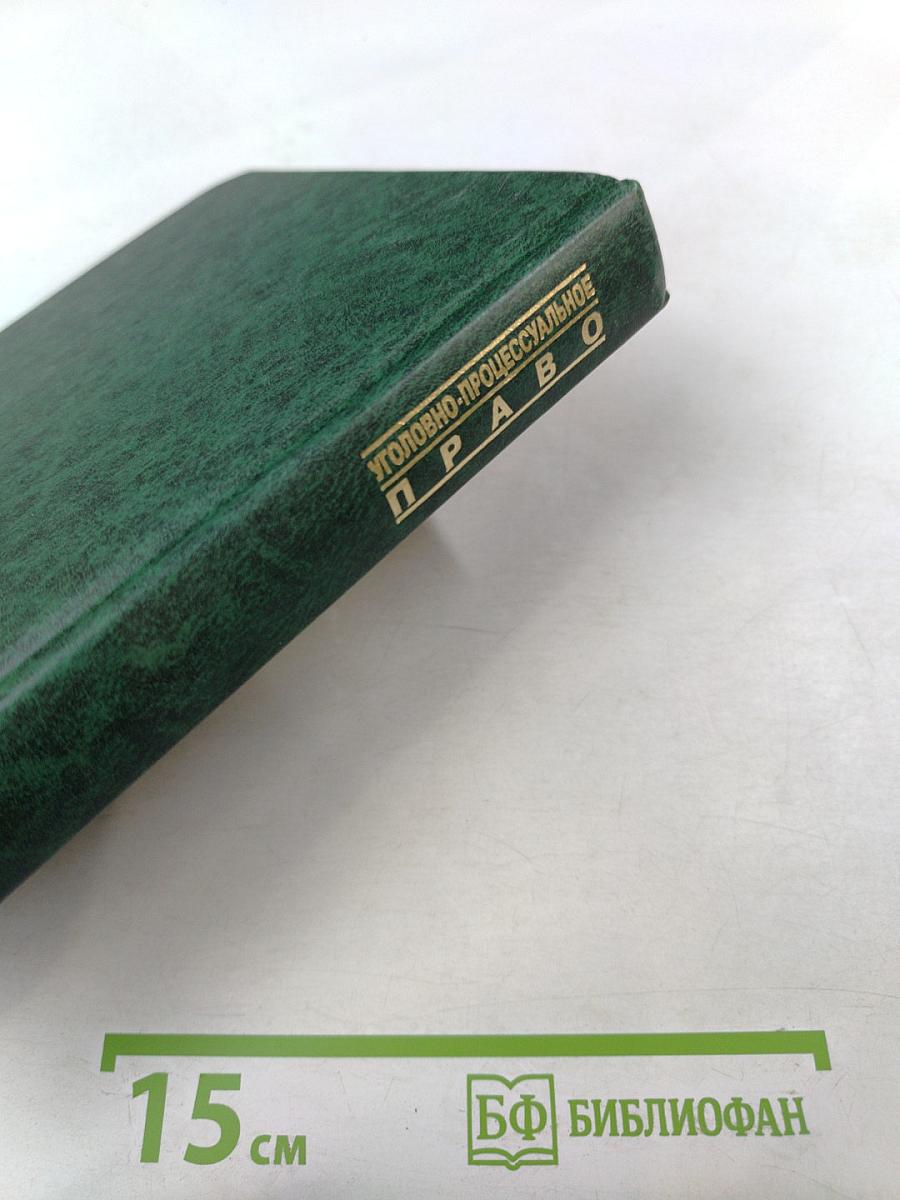 УГОЛОВНО-ПРОЦЕССУАЛЬНОЕ
ПРАВО
15 см
БФ БИБЛИОФАН